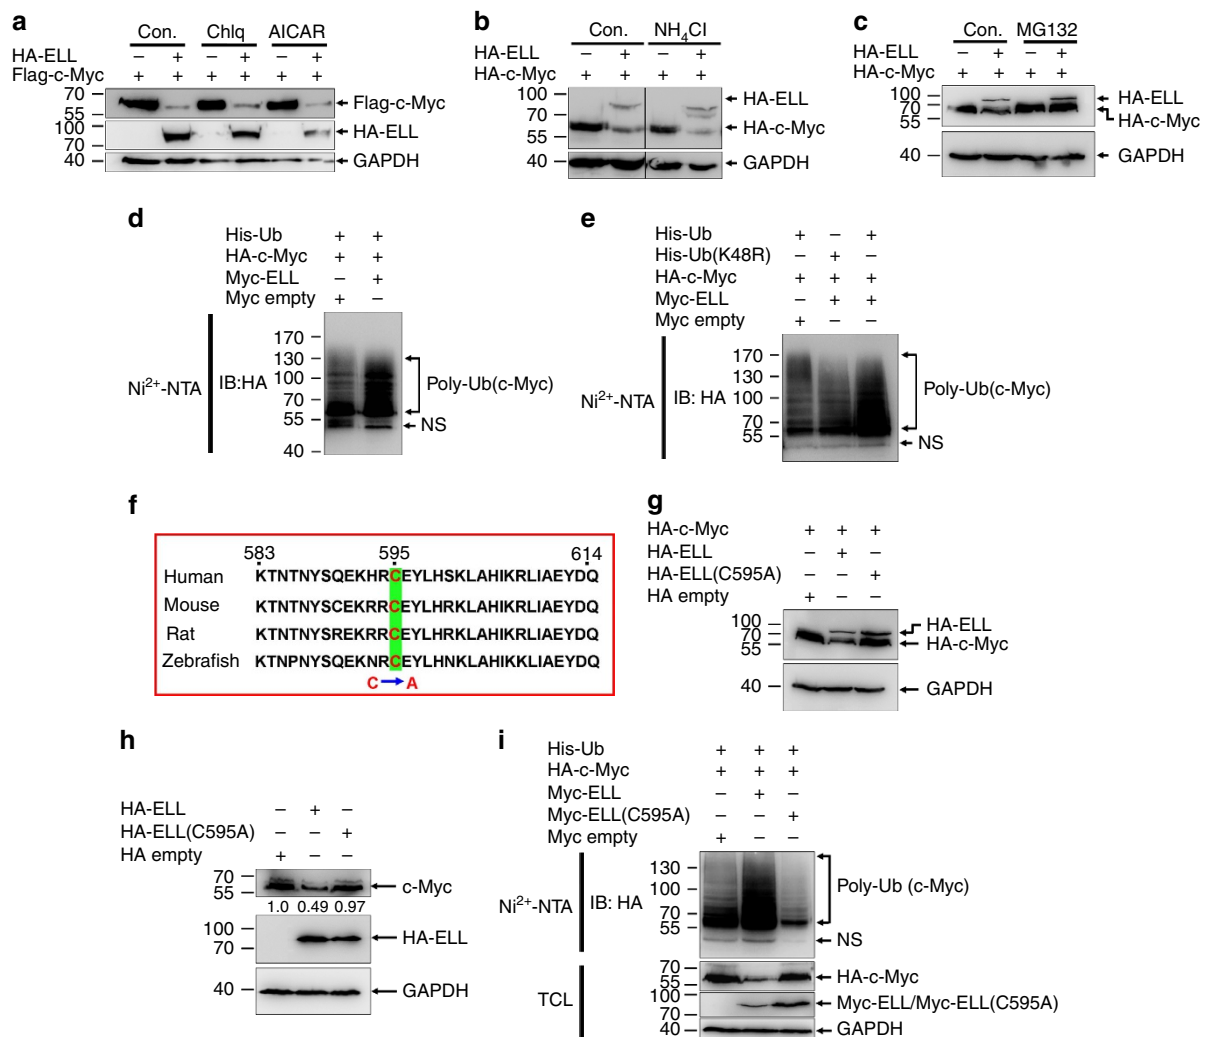 a
Con. Chlq AICAR
HA-ELL − + − + − +
Flag-c-Myc + + + + + +
70
55
Flag-c-Myc
100
70
HA-ELL
40
GAPDH
b
Con. NH4Cl
HA-ELL − + − +
HA-c-Myc + + + +
100
70
55
HA-ELL
HA-c-Myc
40
GAPDH
c
Con. MG132
HA-ELL − + − +
HA-c-Myc + + + +
100
70
55
HA-ELL
HA-c-Myc
40
GAPDH
d
His-Ub + +
HA-c-Myc + +
Myc-ELL − +
Myc empty + −
Ni2+-NTA
IB:HA
170
130
100
70
55
40
Poly-Ub(c-Myc)
NS
e
His-Ub + − +
His-Ub(K48R) − + −
HA-c-Myc + + +
Myc-ELL − + +
Myc empty + − −
Ni2+-NTA
IB: HA
170
130
100
70
55
Poly-Ub(c-Myc)
NS
f
583 595 614
Human KTNTNYSQEKHRCEYLHSKLAHIKRLIAEYDQ
Mouse KTNTNYSCEKRRCEYLHRKLAHIKRLIAEYDQ
Rat KTNTNYSREKRRCEYLHRKLAHIKRLIAEYDQ
Zebrafish KTNPNYSQEKNRCEYLHNKLAHIKKLIAEYDQ
C → A
g
HA-c-Myc + + +
HA-ELL − + −
HA-ELL(C595A) − − +
HA empty + − −
100
70
55
HA-ELL
HA-c-Myc
40
GAPDH
h
HA-ELL − + −
HA-ELL(C595A) − − +
HA empty + − −
70
55
c-Myc
1.0 0.49 0.97
100
70
HA-ELL
40
GAPDH
i
His-Ub + + +
HA-c-Myc + + +
Myc-ELL − + −
Myc-ELL(C595A) − − +
Myc empty + − −
Ni2+-NTA
IB: HA
130
100
70
55
Poly-Ub (c-Myc)
NS
TCL
70
55
HA-c-Myc
100
70
Myc-ELL/Myc-ELL(C595A)
40
GAPDH